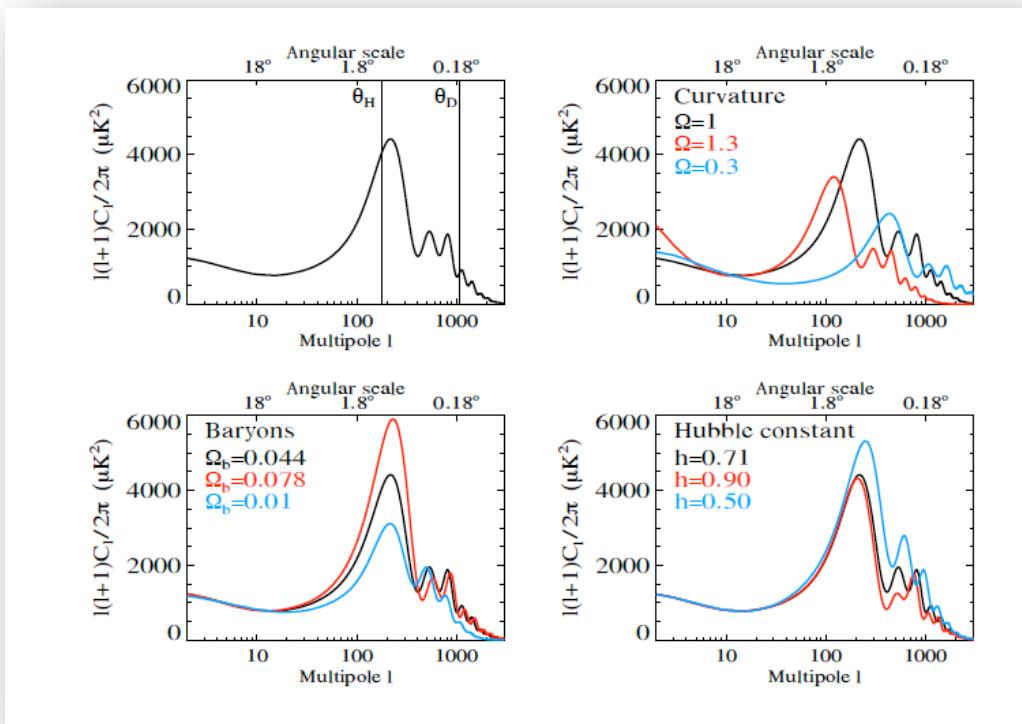 Angular scale
18° 1.8° 0.18°
6000
4000
2000
0
l(l+1)C_l/2π (μK²)
θ_H θ_D
10 100 1000
Multipole l
Angular scale
18° 1.8° 0.18°
6000
4000
2000
0
l(l+1)C_l/2π (μK²)
Curvature
Ω=1
Ω=1.3
Ω=0.3
10 100 1000
Multipole l
Angular scale
18° 1.8° 0.18°
6000
4000
2000
0
l(l+1)C_l/2π (μK²)
Baryons
Ω_b=0.044
Ω_b=0.078
Ω_b=0.01
10 100 1000
Multipole l
Angular scale
18° 1.8° 0.18°
6000
4000
2000
0
l(l+1)C_l/2π (μK²)
Hubble constant
h=0.71
h=0.90
h=0.50
10 100 1000
Multipole l